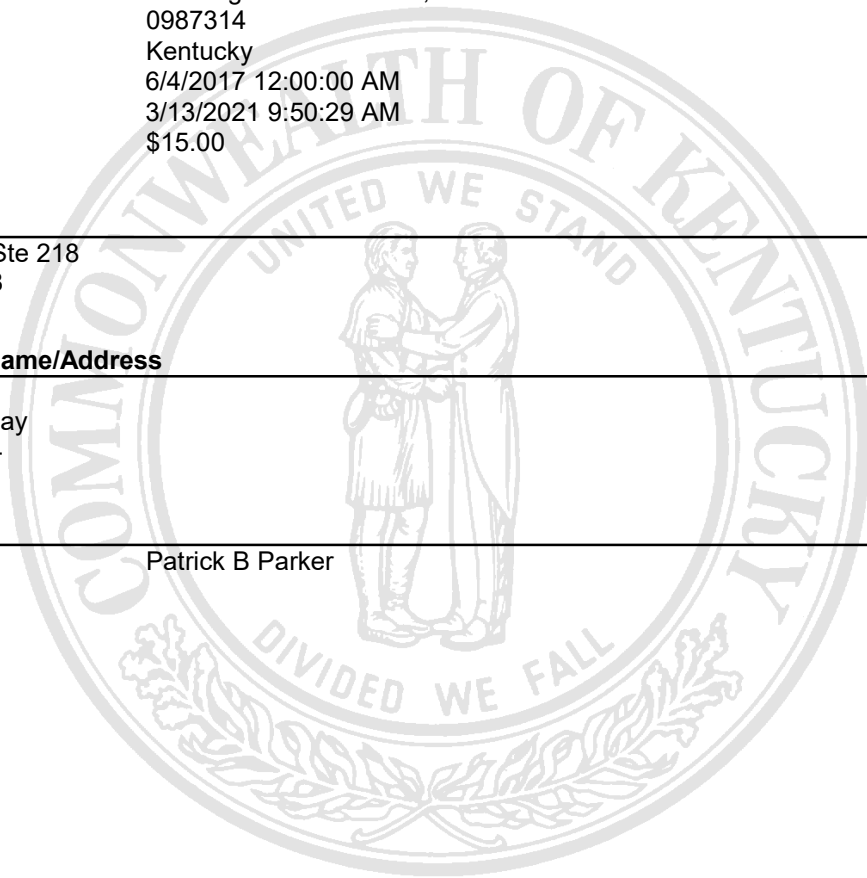 0987314
Kentucky
6/4/2017 12:00:00 AM
3/13/2021 9:50:29 AM
$15.00
COMMONWEALTH OF KENTUCKY
UNITED WE STAND
Ste 218
ame/Address
ay
Patrick B Parker
DIVIDED WE FALL